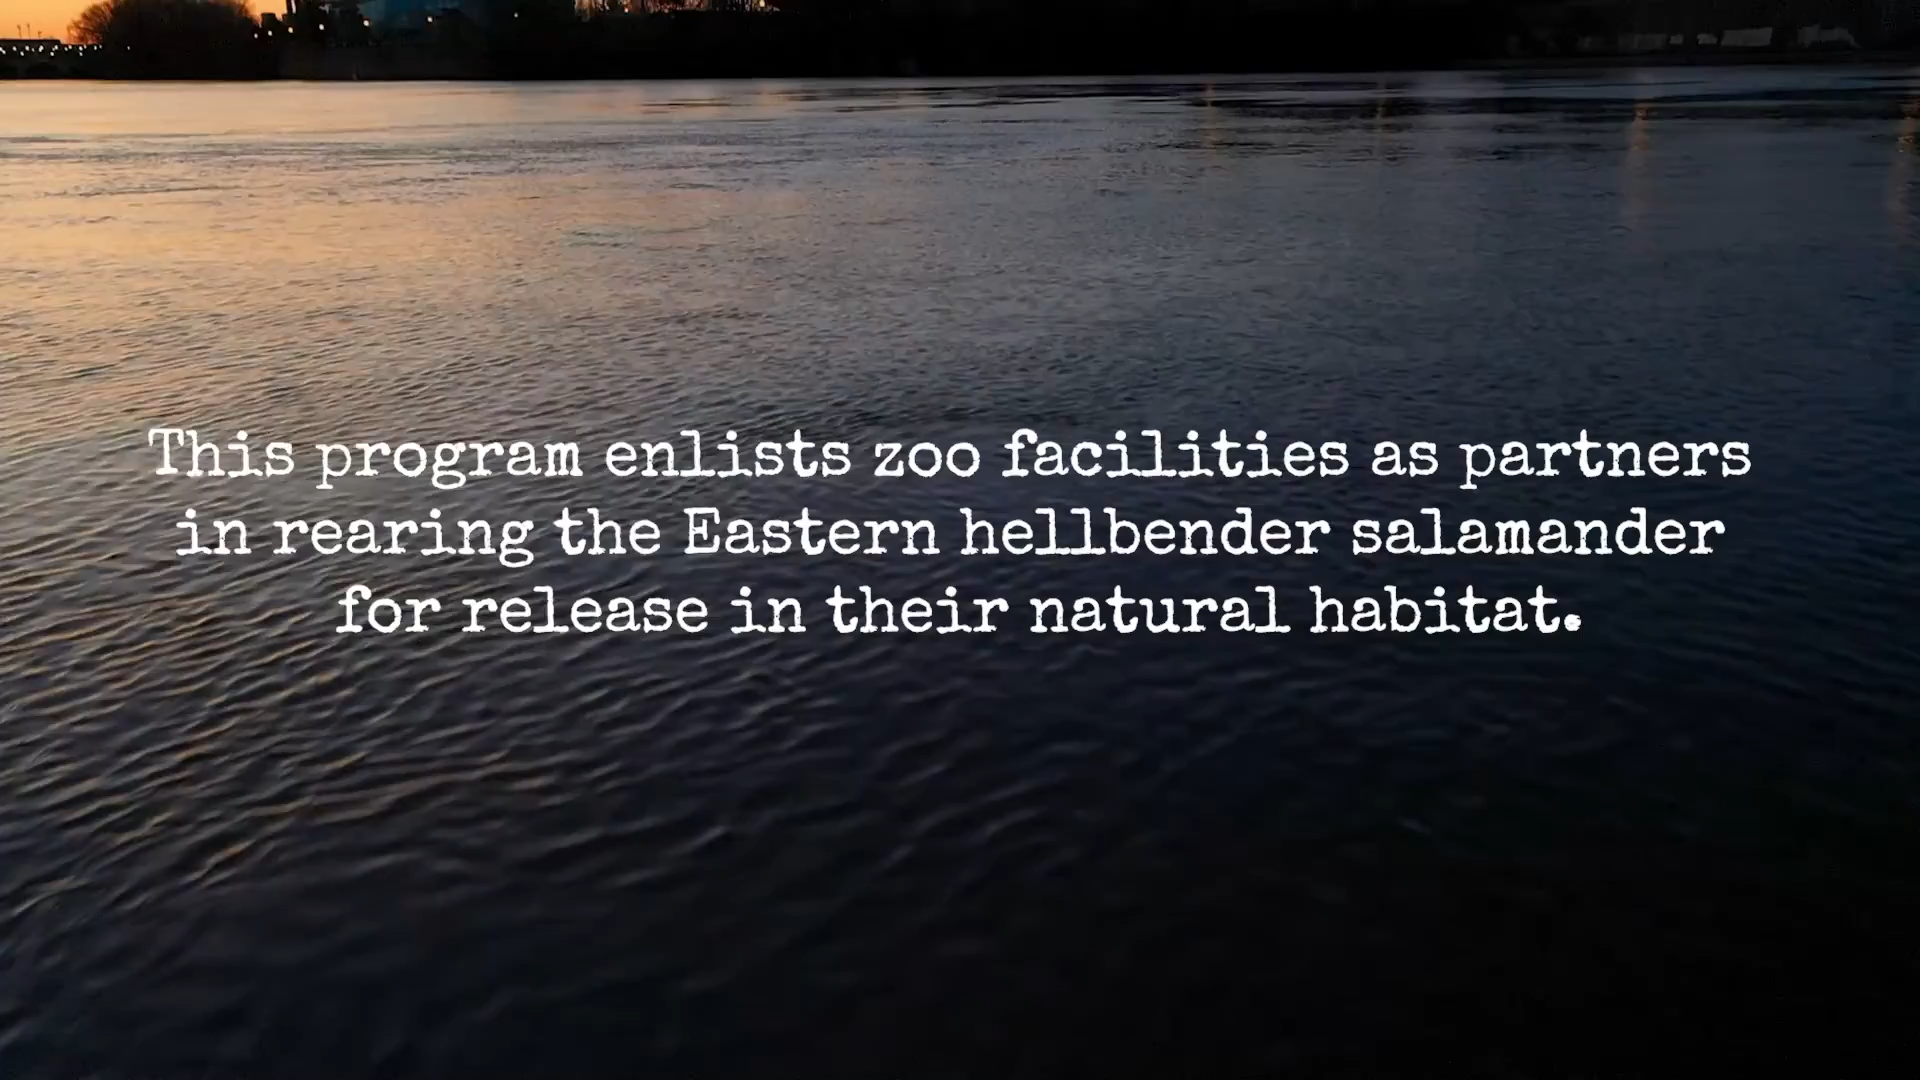 This program enlists zoo facilities as partners
in rearing the Eastern hellbender salamander
for release in their natural habitat.